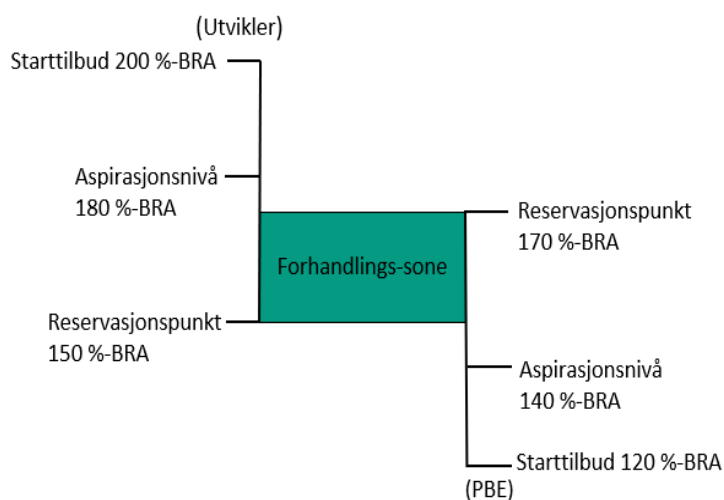 (Utvikler)
Starttilbud 200 %-BRA
Aspirasjonsnivå
180 %-BRA
Reservasjonspunkt
170 %-BRA
Forhandlings-sone
Reservasjonspunkt
150 %-BRA
Aspirasjonsnivå
140 %-BRA
Starttilbud 120 %-BRA
(PBE)